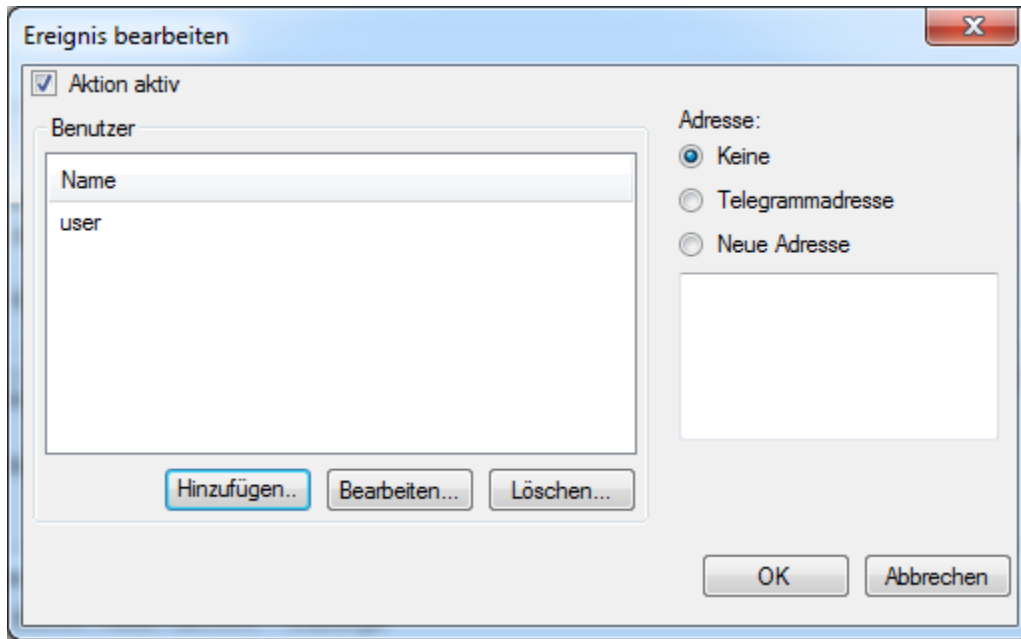 Ereignis bearbeiten
Aktion aktiv
Benutzer
Name
user
Hinzufügen..
Bearbeiten...
Löschen...
Adresse:
Keine
Telegrammadresse
Neue Adresse
OK
Abbrechen